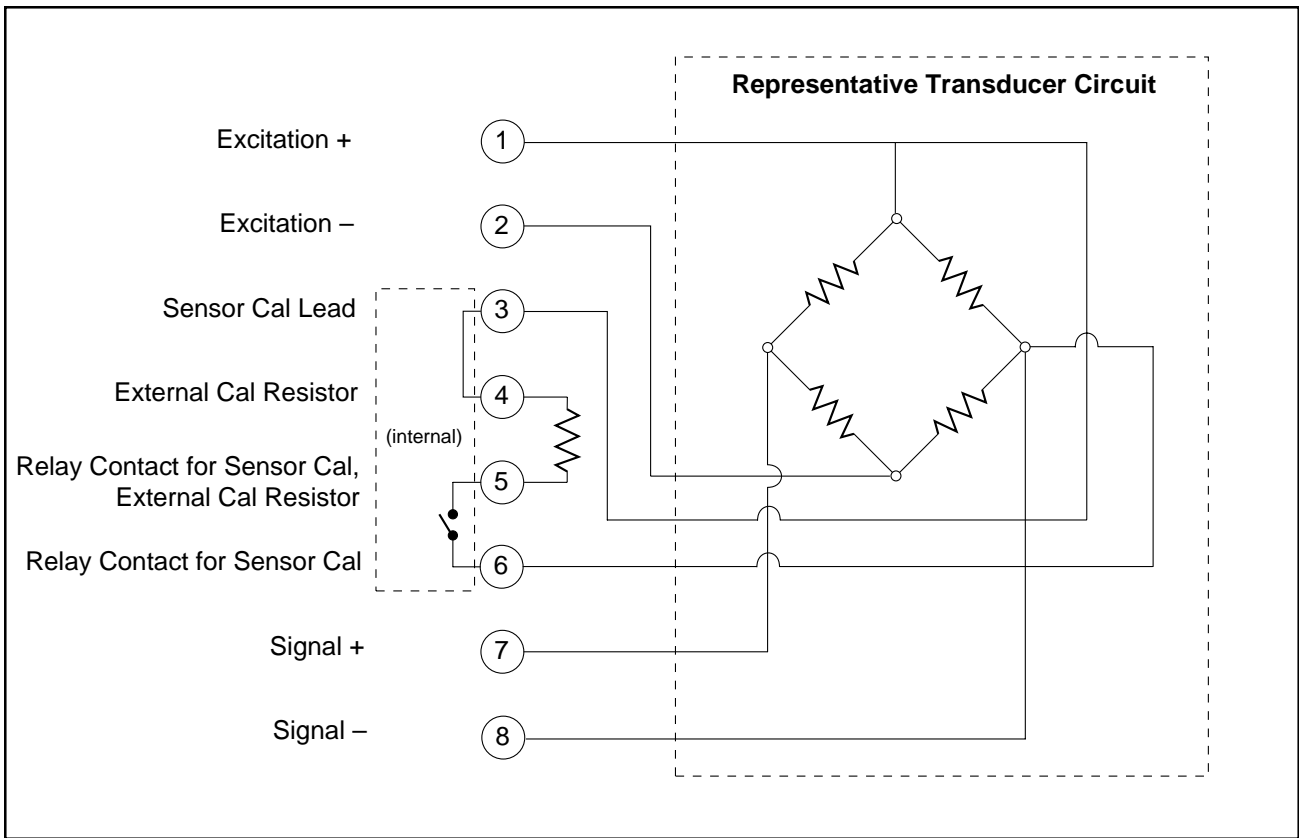 Representative Transducer Circuit
Excitation +
1
Excitation –
2
Sensor Cal Lead
3
External Cal Resistor
4
(internal)
Relay Contact for Sensor Cal,
External Cal Resistor
5
Relay Contact for Sensor Cal
6
Signal +
7
Signal –
8